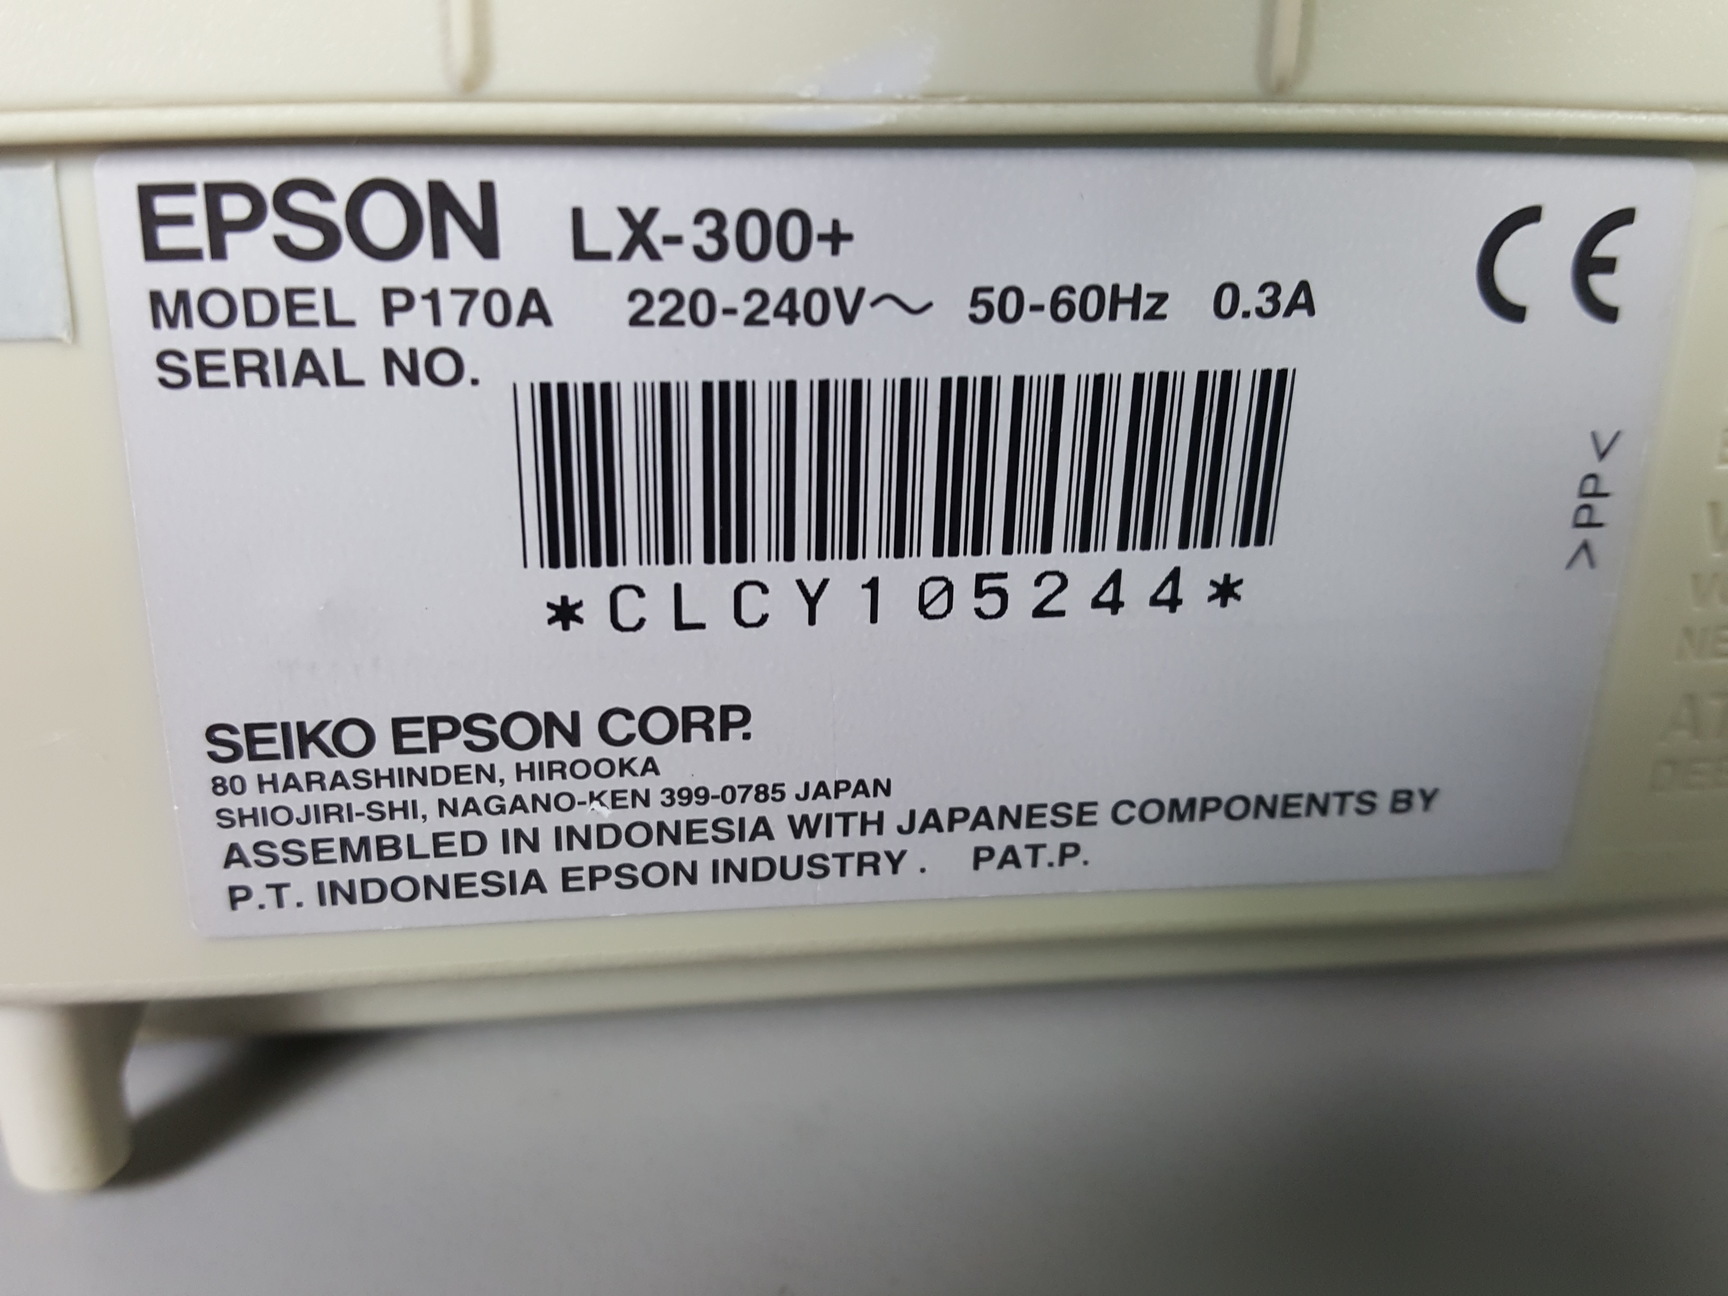 EPSON LX-300+
MODEL P170A 220-240V～ 50-60Hz 0.3A
CE
SERIAL NO.
*CLCY105244*
>PP<
SEIKO EPSON CORP.
80 HARASHINDEN, HIROOKA
SHIOJIRI-SHI, NAGANO-KEN 399-0785 JAPAN
ASSEMBLED IN INDONESIA WITH JAPANESE COMPONENTS BY
P.T. INDONESIA EPSON INDUSTRY . PAT.P.